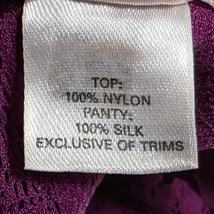 TOP:
100% NYLON
PANTY:
100% SILK
EXCLUSIVE OF TRIMS